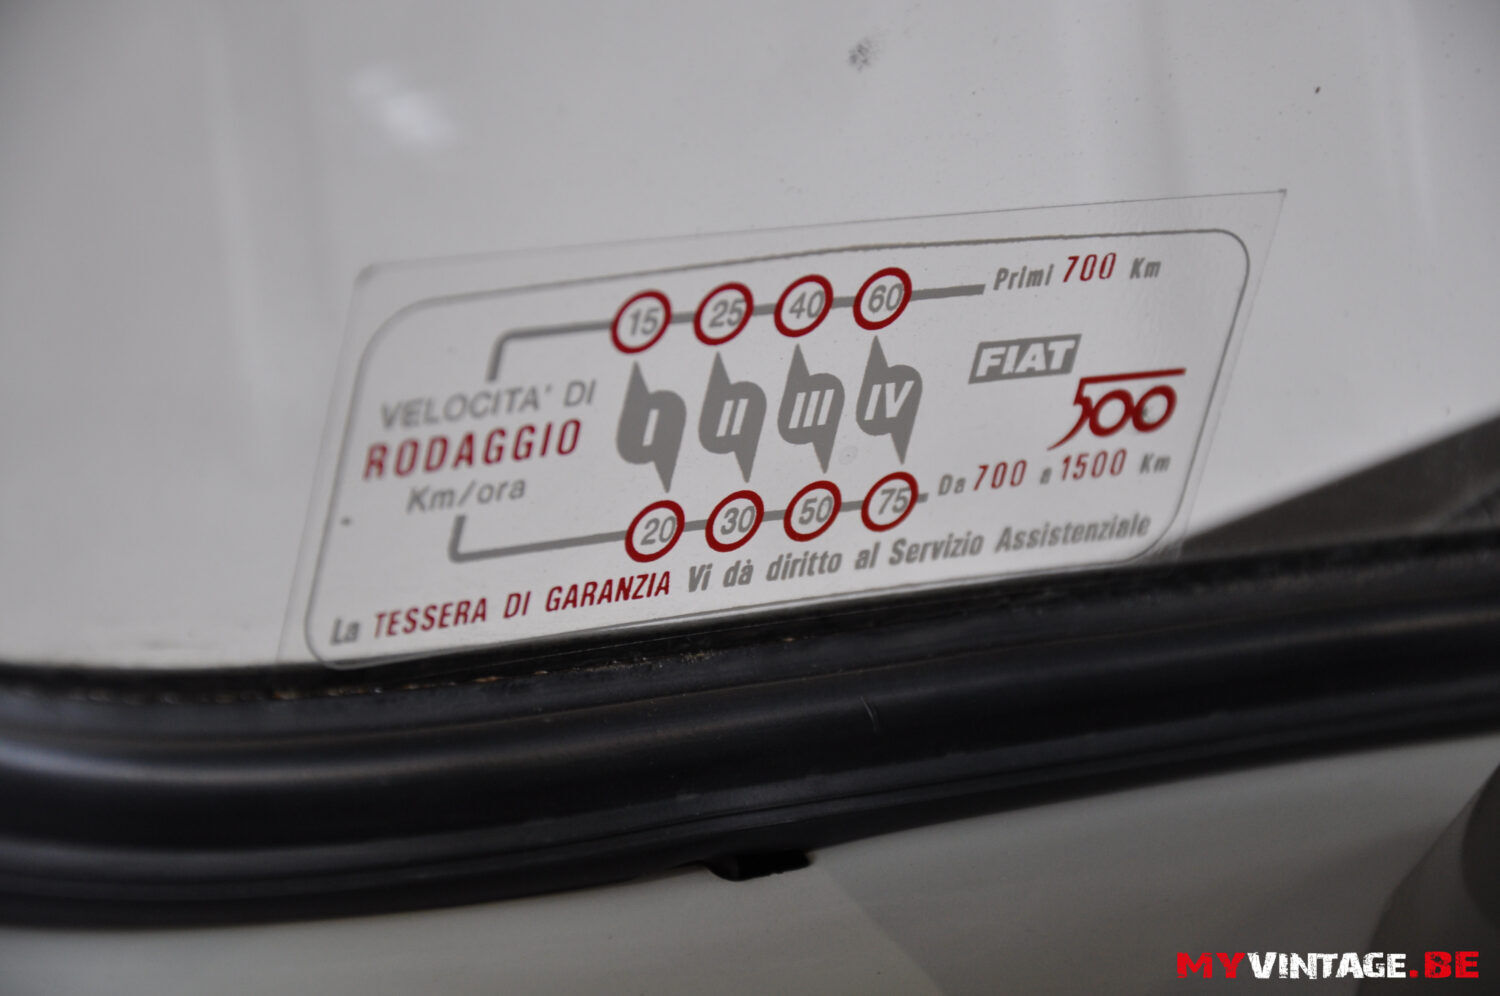 15 25 40 60 Primi 700 Km
VELOCITA' DI
RODAGGIO
Km/ora
I II III IV
FIAT
500
20 30 50 75 Da 700 a 1500 Km
La TESSERA DI GARANZIA Vi dà diritto al Servizio Assistenziale
MYVINTAGE.BE